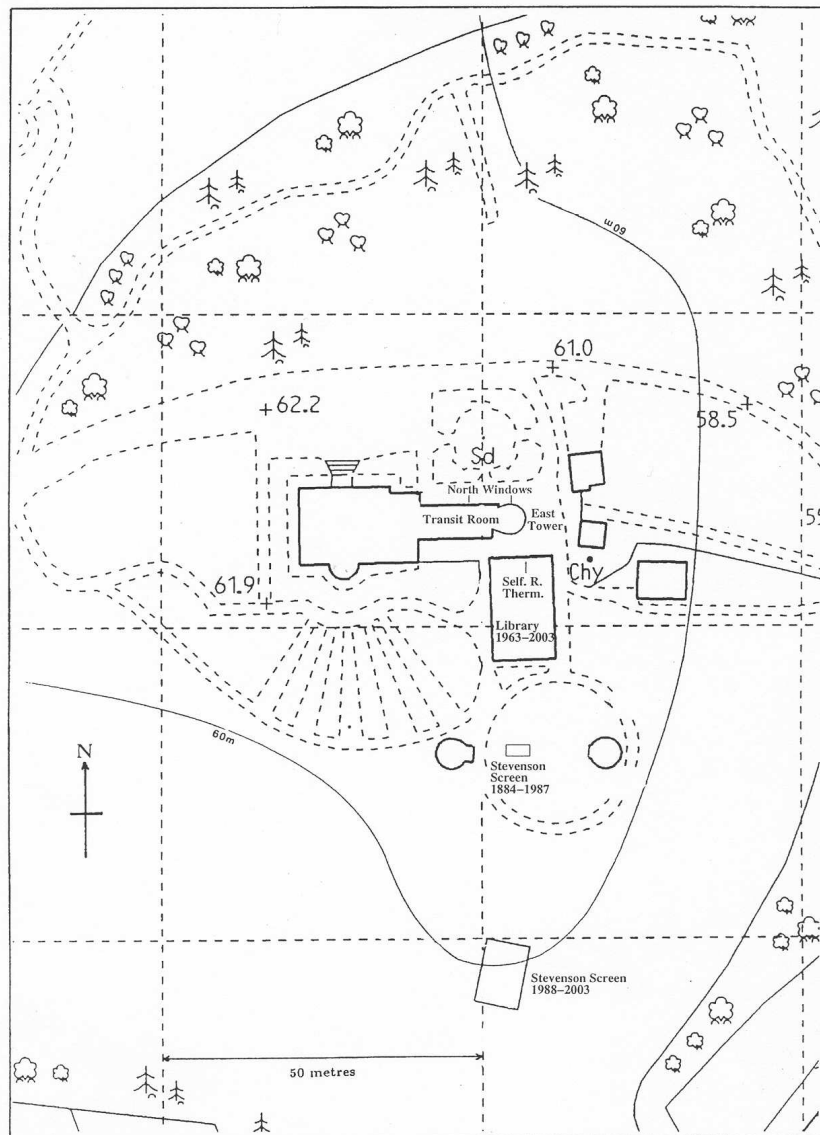 60m
61.0
62.2
58.5
Sd
North Windows
Transit Room
East
Tower
Chy
Self. R.
Therm.
61.9
Library
1963–2003
60m
N
Stevenson
Screen
1884–1987
Stevenson Screen
1988–2003
50 metres